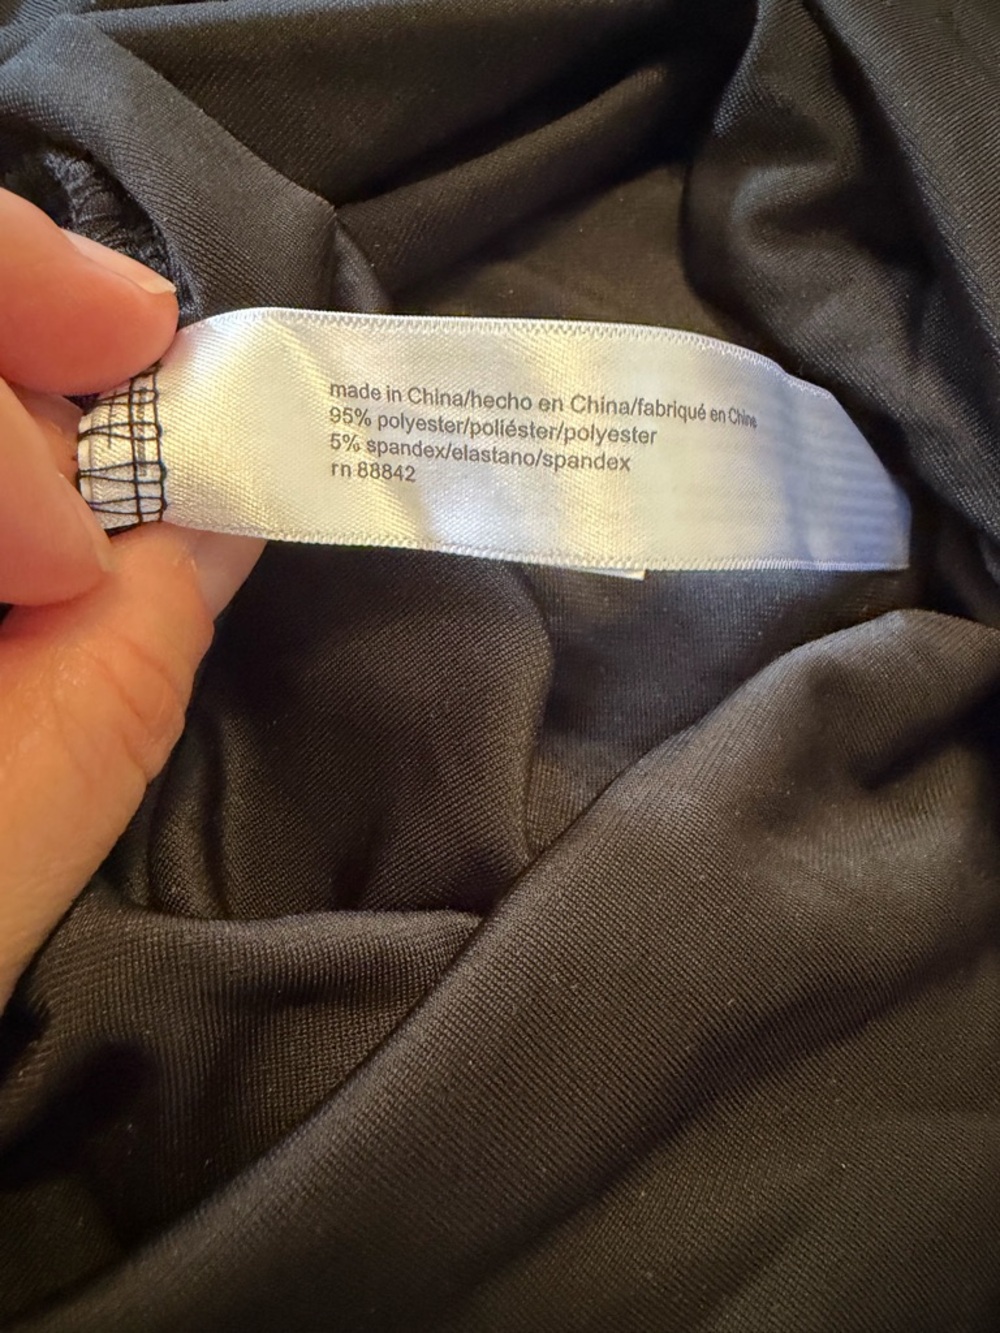 made in China/hecho en China/fabriqué en Chine
95% polyester/poliéster/polyester
5% spandex/elastano/spandex
rn 88842